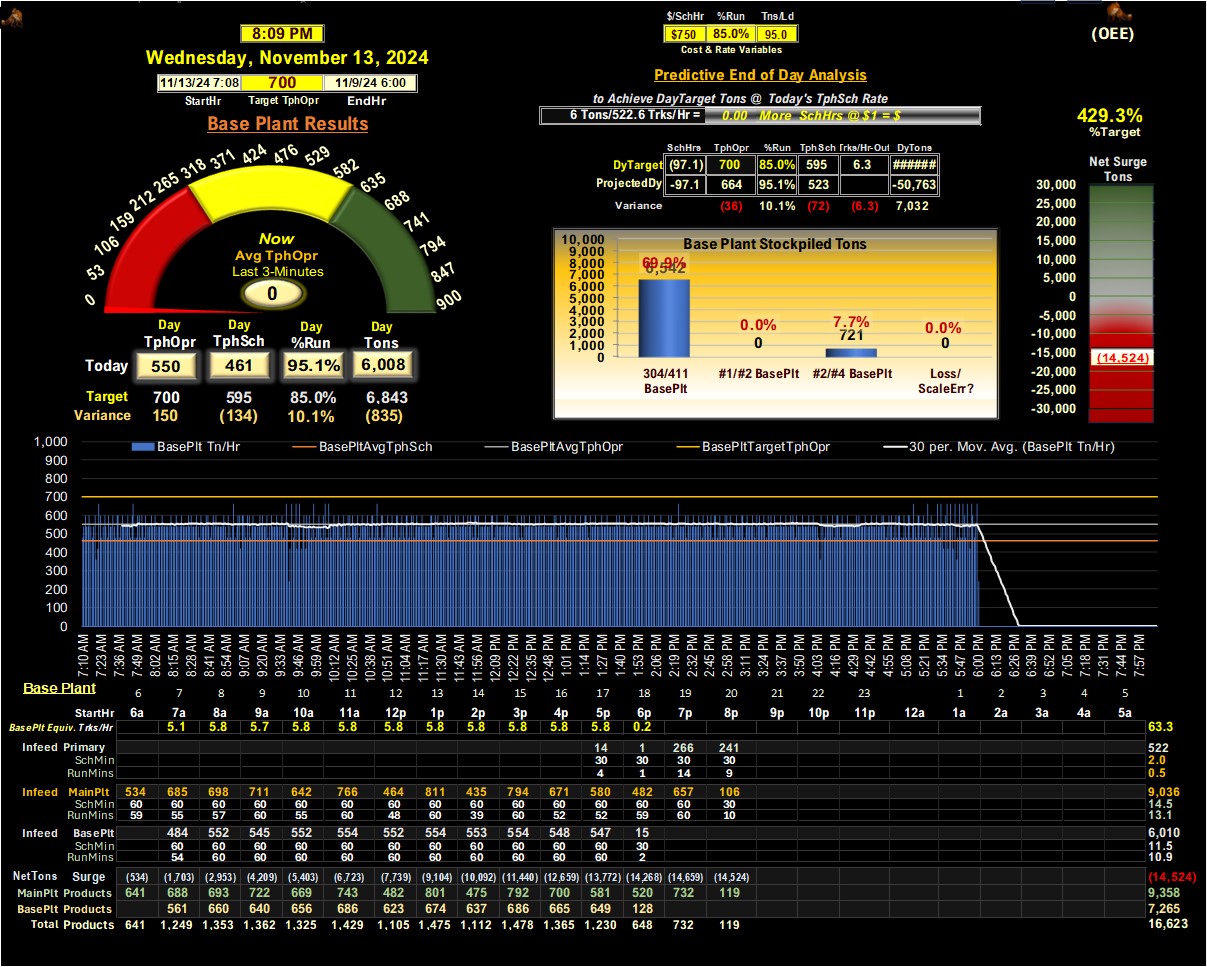 8:09 PM
Wednesday, November 13, 2024
11/13/24 7:08 700 11/9/24 6:00
StartHr Target TphOpr EndHr
Base Plant Results
0 53 106 159 212 265 318 371 424 476 529 582 635 688 741 794 847 900
Now
Avg TphOpr
Last 3-Minutes
0
Day Day Day Day
TphOpr TphSch %Run Tons
Today 550 461 95.1% 6,008
Target 700 595 85.0% 6,843
Variance 150 (134) 10.1% (835)
$/SchHr %Run Tns/Ld
$750 85.0% 95.0
Cost & Rate Variables
Predictive End of Day Analysis
to Achieve DayTarget Tons @ Today's TphSch Rate
6 Tons/522.6 Trks/Hr = 0.00 More SchHrs @ $1 = $
SchHrs TphOpr %Run TphSch Trks/Hr-Out DyTons
DyTarget (97.1) 700 85.0% 595 6.3 ######
ProjectedDy -97.1 664 95.1% 523 -50,763
Variance (36) 10.1% (72) (6.3) 7,032
Base Plant Stockpiled Tons
10,000
9,000
8,000
7,000
6,000
5,000
4,000
3,000
2,000
1,000
0
69.9% 0.0% 7.7% 0.0%
6,542 0 721 0
304/411 BasePlt #1/#2 BasePlt #2/#4 BasePlt Loss/ ScaleErr?
(OEE)
429.3%
%Target
Net Surge
Tons
30,000
25,000
20,000
15,000
10,000
5,000
0
-5,000
-10,000
-15,000
(14,524)
-20,000
-25,000
-30,000
BasePlt Tn/Hr BasePltAvgTphSch BasePltAvgTphOpr BasePltTargetTphOpr 30 per. Mov. Avg. (BasePlt Tn/Hr)
1,000
900
800
700
600
500
400
300
200
100
0
7:10 AM 7:23 AM 7:36 AM 7:49 AM 8:02 AM 8:15 AM 8:28 AM 8:41 AM 8:54 AM 9:07 AM 9:20 AM 9:33 AM 9:46 AM 9:59 AM 10:12 AM 10:25 AM 10:38 AM 10:51 AM 11:04 AM 11:17 AM 11:30 AM 11:43 AM 11:56 AM 12:09 PM 12:22 PM 12:35 PM 12:48 PM 1:01 PM 1:14 PM 1:27 PM 1:40 PM 1:53 PM 2:06 PM 2:19 PM 2:32 PM 2:45 PM 2:58 PM 3:11 PM 3:24 PM 3:37 PM 3:50 PM 4:03 PM 4:16 PM 4:29 PM 4:42 PM 4:55 PM 5:08 PM 5:21 PM 5:34 PM 5:47 PM 6:00 PM 6:13 PM 6:26 PM 6:39 PM 6:52 PM 7:05 PM 7:18 PM 7:31 PM 7:44 PM 7:57 PM
Base Plant 6 7 8 9 10 11 12 13 14 15 16 17 18 19 20 21 22 23 1 2 3 4 5
StartHr 6a 7a 8a 9a 10a 11a 12p 1p 2p 3p 4p 5p 6p 7p 8p 9p 10p 11p 12a 1a 2a 3a 4a 5a
BasePlt Equiv. Trks/Hr 5.1 5.8 5.7 5.8 5.8 5.8 5.8 5.8 5.8 5.8 5.8 0.2 63.3
Infeed Primary 14 1 266 241 522
SchMin 30 30 30 30 2.0
RunMins 4 1 14 9 0.5
Infeed MainPlt 534 685 698 711 642 766 464 811 435 794 671 580 482 657 106 9,036
SchMin 60 60 60 60 60 60 60 60 60 60 60 60 60 60 30 14.5
RunMins 59 55 57 60 55 60 48 60 39 60 52 52 59 60 10 13.1
Infeed BasePlt 484 552 545 552 554 552 554 553 554 548 547 15 6,010
SchMin 60 60 60 60 60 60 60 60 60 60 60 30 11.5
RunMins 54 60 60 60 60 60 60 60 60 60 60 2 10.9
NetTons Surge (534) (1,703) (2,953) (4,209) (5,403) (6,723) (7,739) (9,104) (10,092) (11,440) (12,659) (13,772) (14,268) (14,659) (14,524) (14,524)
MainPlt Products 641 688 693 722 669 743 482 801 475 792 700 581 520 732 119 9,358
BasePlt Products 561 660 640 656 686 623 674 637 686 665 649 128 7,265
Total Products 641 1,249 1,353 1,362 1,325 1,429 1,105 1,475 1,112 1,478 1,365 1,230 648 732 119 16,623